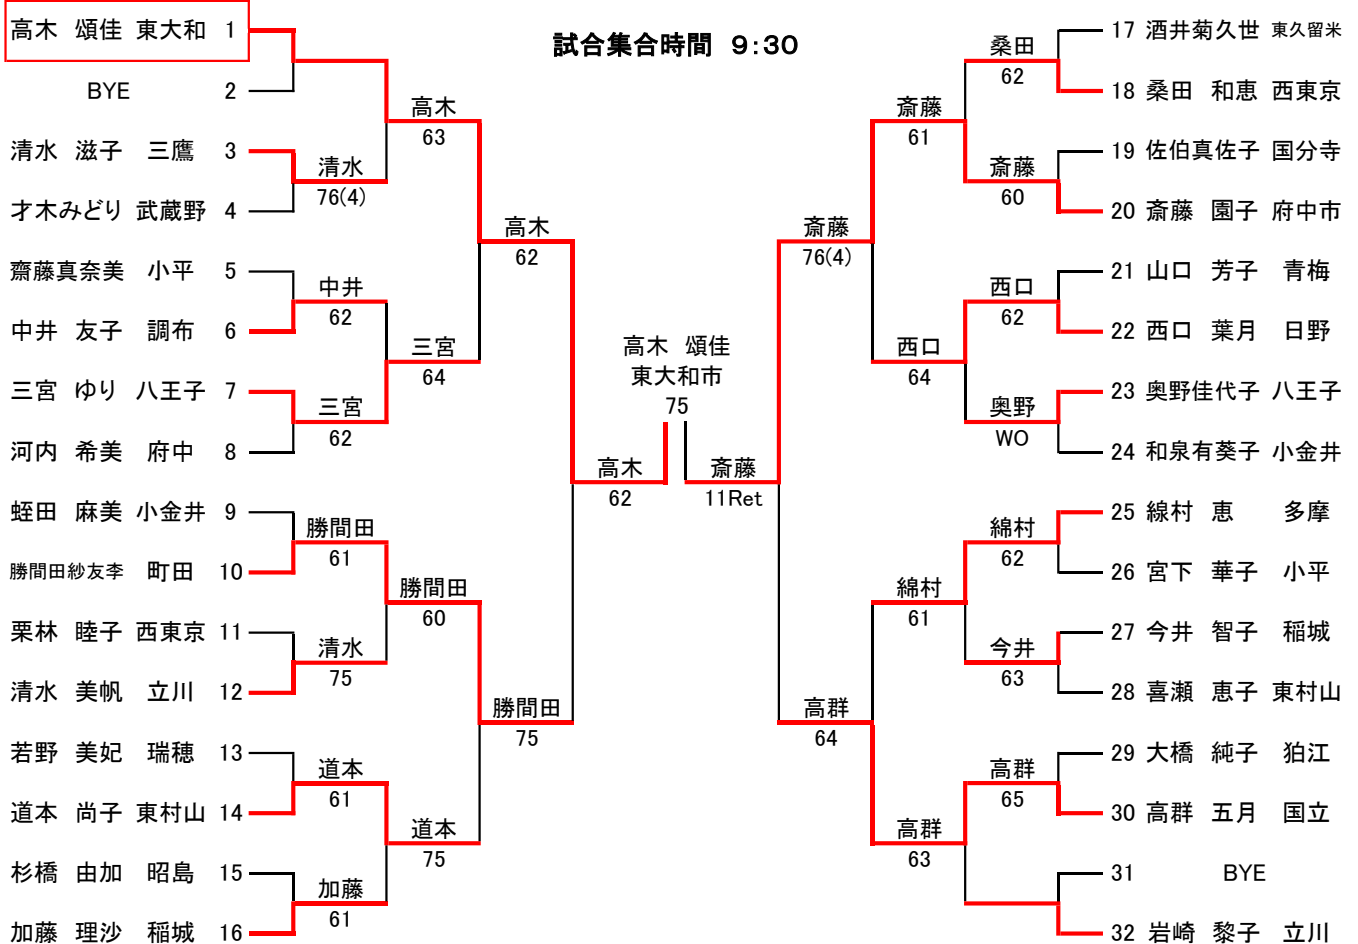 試合集合時間 9:30
高木 頌佳 東大和 1
BYE 2
清水 滋子 三鷹 3
才木みどり 武蔵野 4
齋藤真奈美 小平 5
中井 友子 調布 6
三宮 ゆり 八王子 7
河内 希美 府中 8
蛭田 麻美 小金井 9
勝間田紗友李 町田 10
栗林 睦子 西東京 11
清水 美帆 立川 12
若野 美妃 瑞穂 13
道本 尚子 東村山 14
杉橋 由加 昭島 15
加藤 理沙 稲城 16
清水
76(4)
中井
62
三宮
62
勝間田
61
清水
75
道本
61
加藤
61
高木
63
三宮
64
勝間田
60
道本
75
高木
62
勝間田
75
高木
62
高木 頌佳
東大和市
75
斎藤
11Ret
斎藤
76(4)
高群
64
斎藤
61
西口
64
綿村
61
高群
63
桑田
62
斎藤
60
西口
62
奥野
WO
綿村
62
今井
63
高群
65
17 酒井菊久世 東久留米
18 桑田 和恵 西東京
19 佐伯真佐子 国分寺
20 斎藤 園子 府中市
21 山口 芳子 青梅
22 西口 葉月 日野
23 奥野佳代子 八王子
24 和泉有葵子 小金井
25 線村 恵 多摩
26 宮下 華子 小平
27 今井 智子 稲城
28 喜瀬 恵子 東村山
29 大橋 純子 狛江
30 高群 五月 国立
31 BYE
32 岩崎 黎子 立川